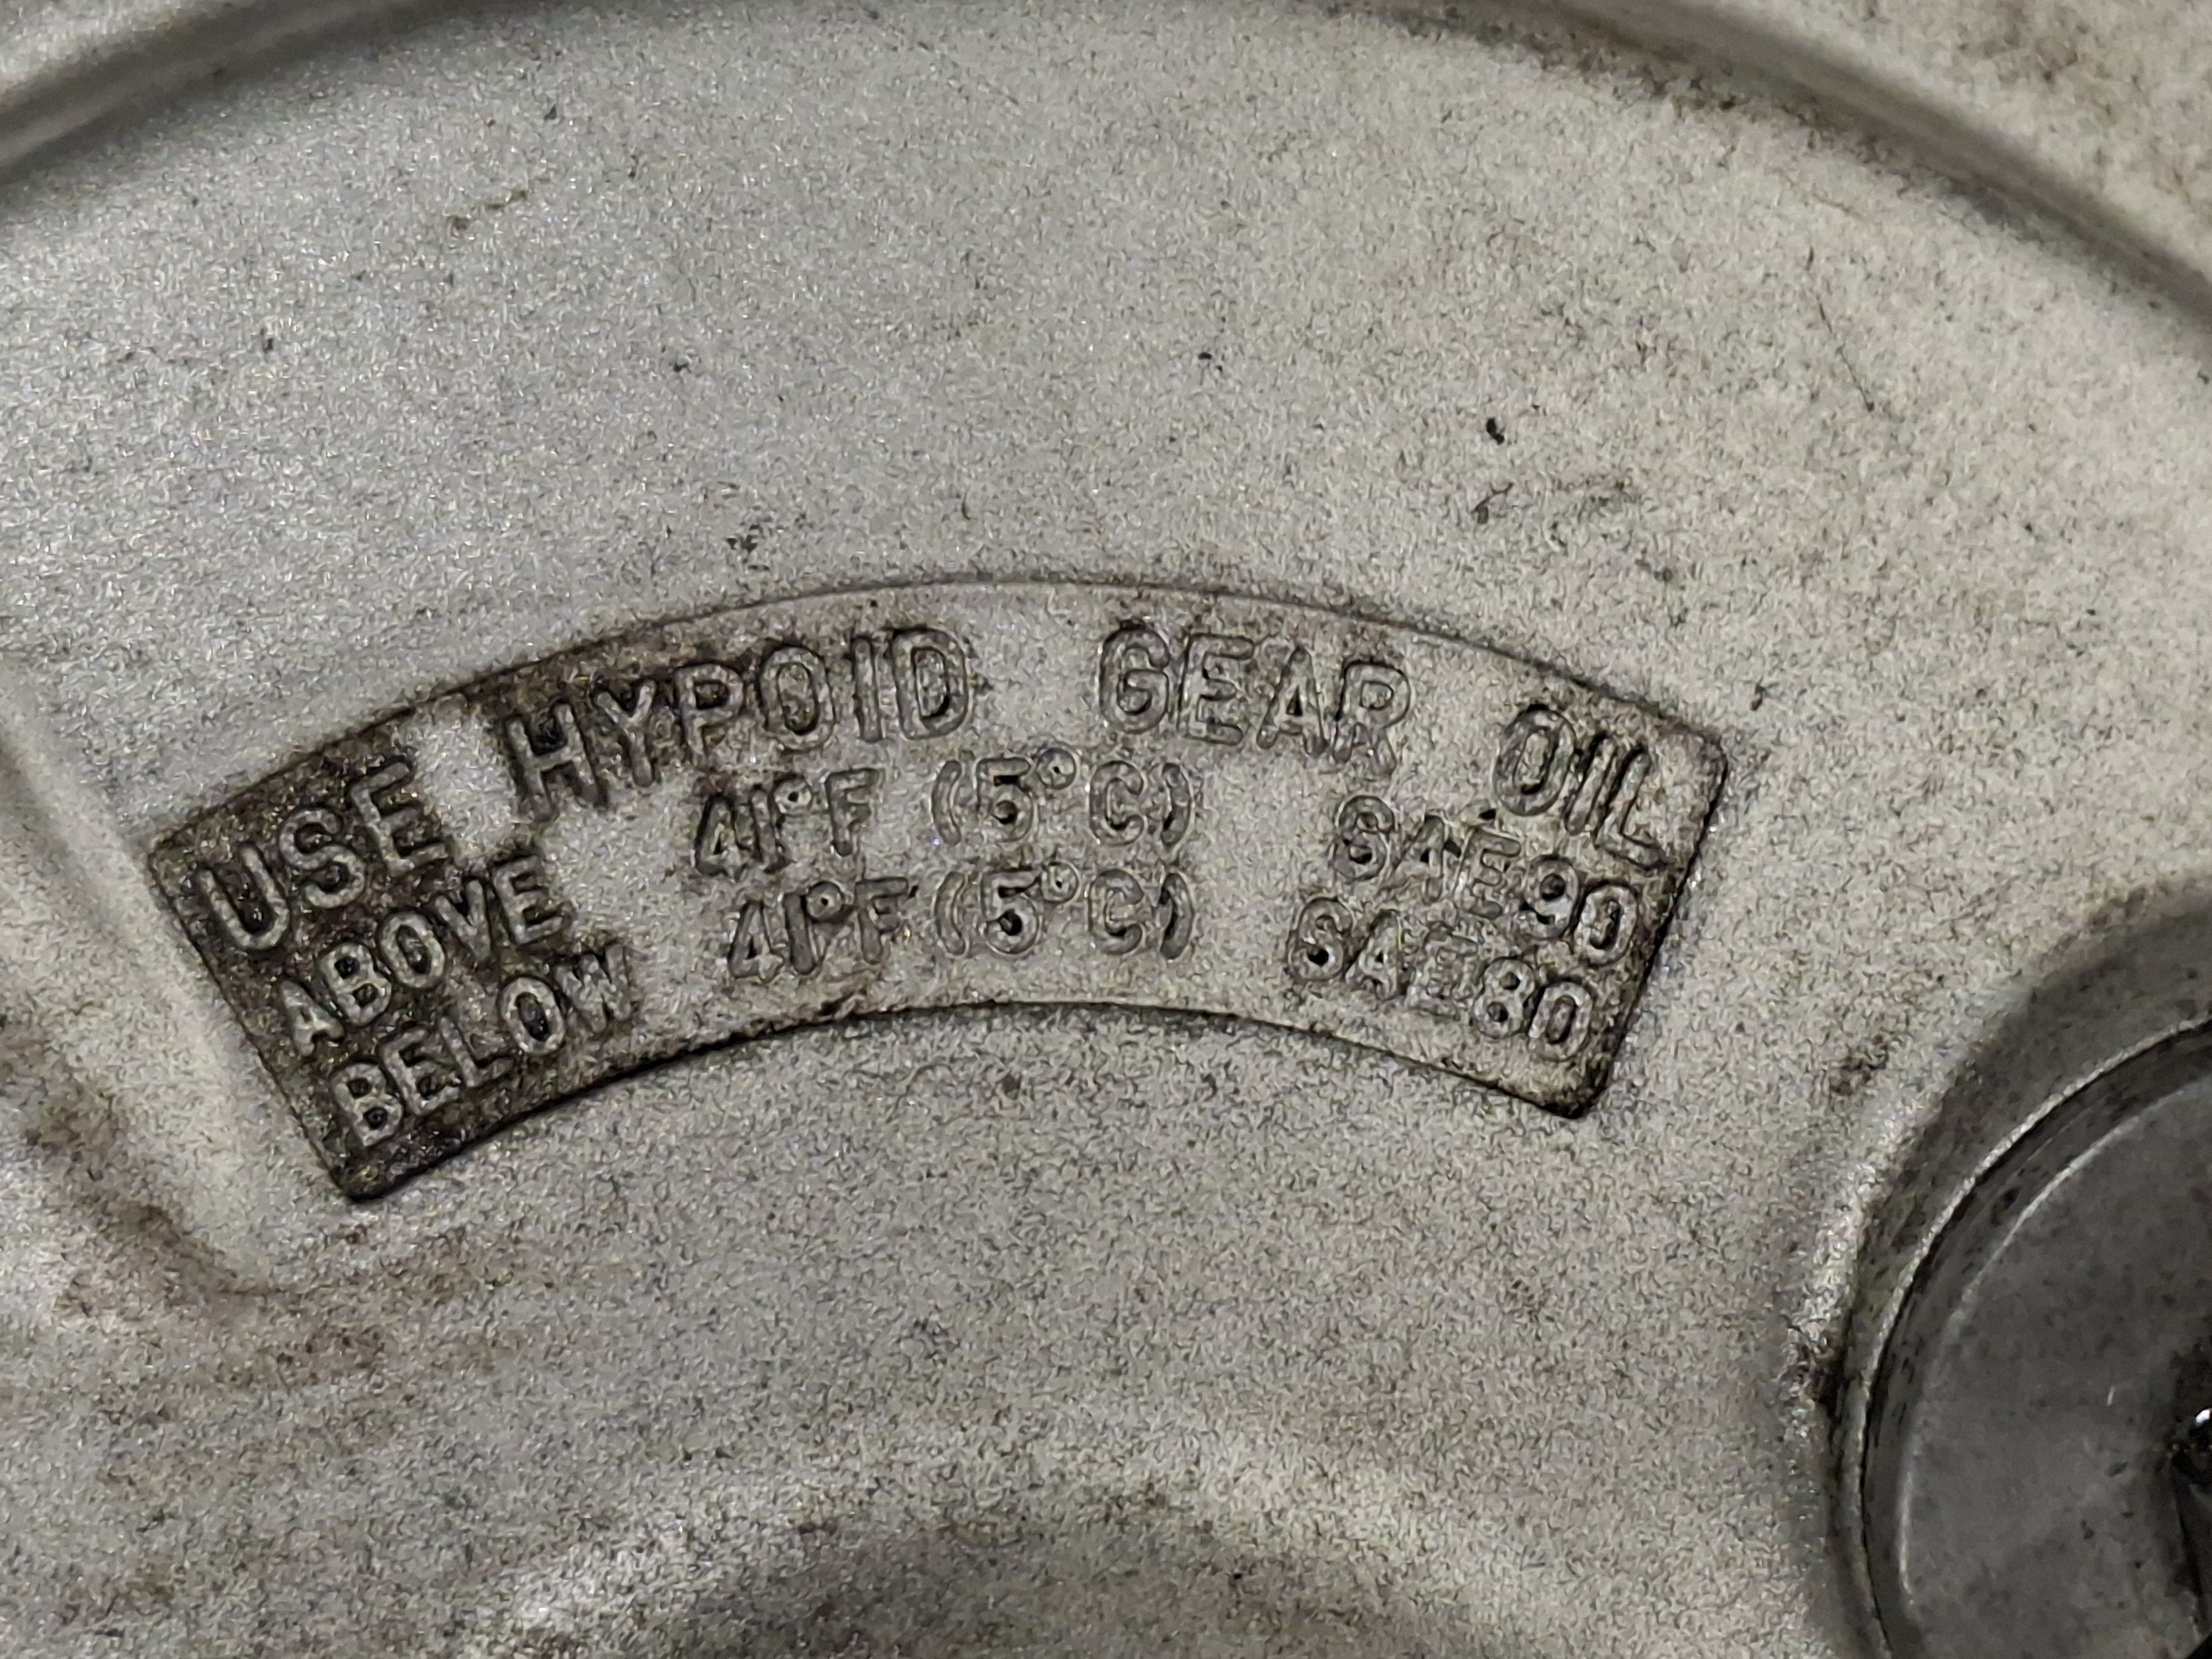 USE HYPOID GEAR OIL
ABOVE 41°F (5°C) SAE90
BELOW 41°F (5°C) SAE80